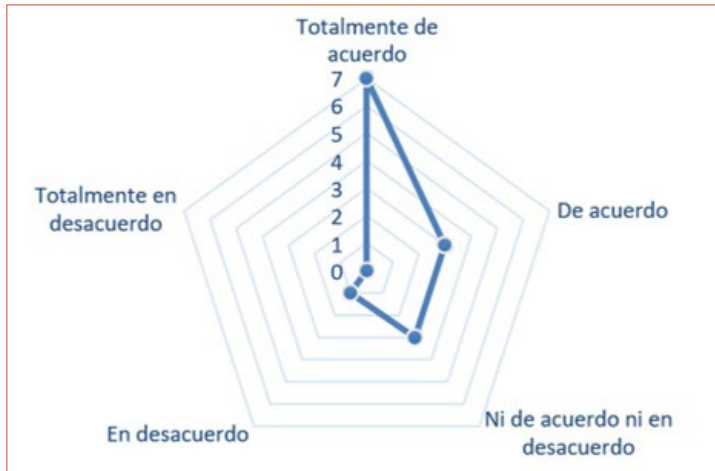 Totalmente de
acuerdo
7
6
5
4
3
2
1
0
Totalmente en
desacuerdo
De acuerdo
En desacuerdo
Ni de acuerdo ni en
desacuerdo